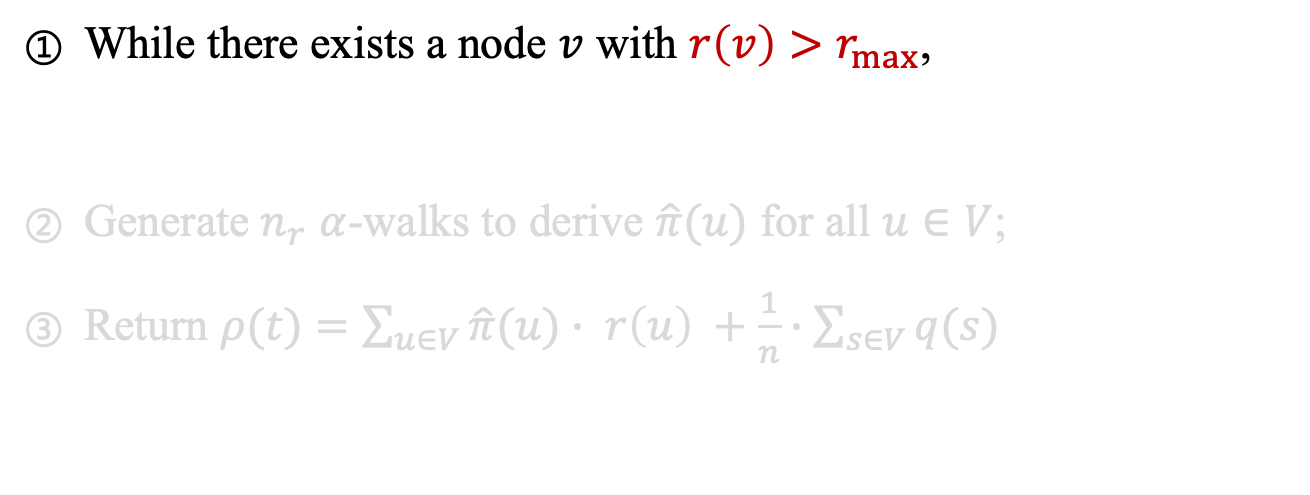 ① While there exists a node v with r(v) > r_max,
② Generate n_r α-walks to derive π̂(u) for all u ∈ V;
③ Return ρ(t) = ∑_{u∈V} π̂(u) · r(u) + 1/n · ∑_{s∈V} q(s)